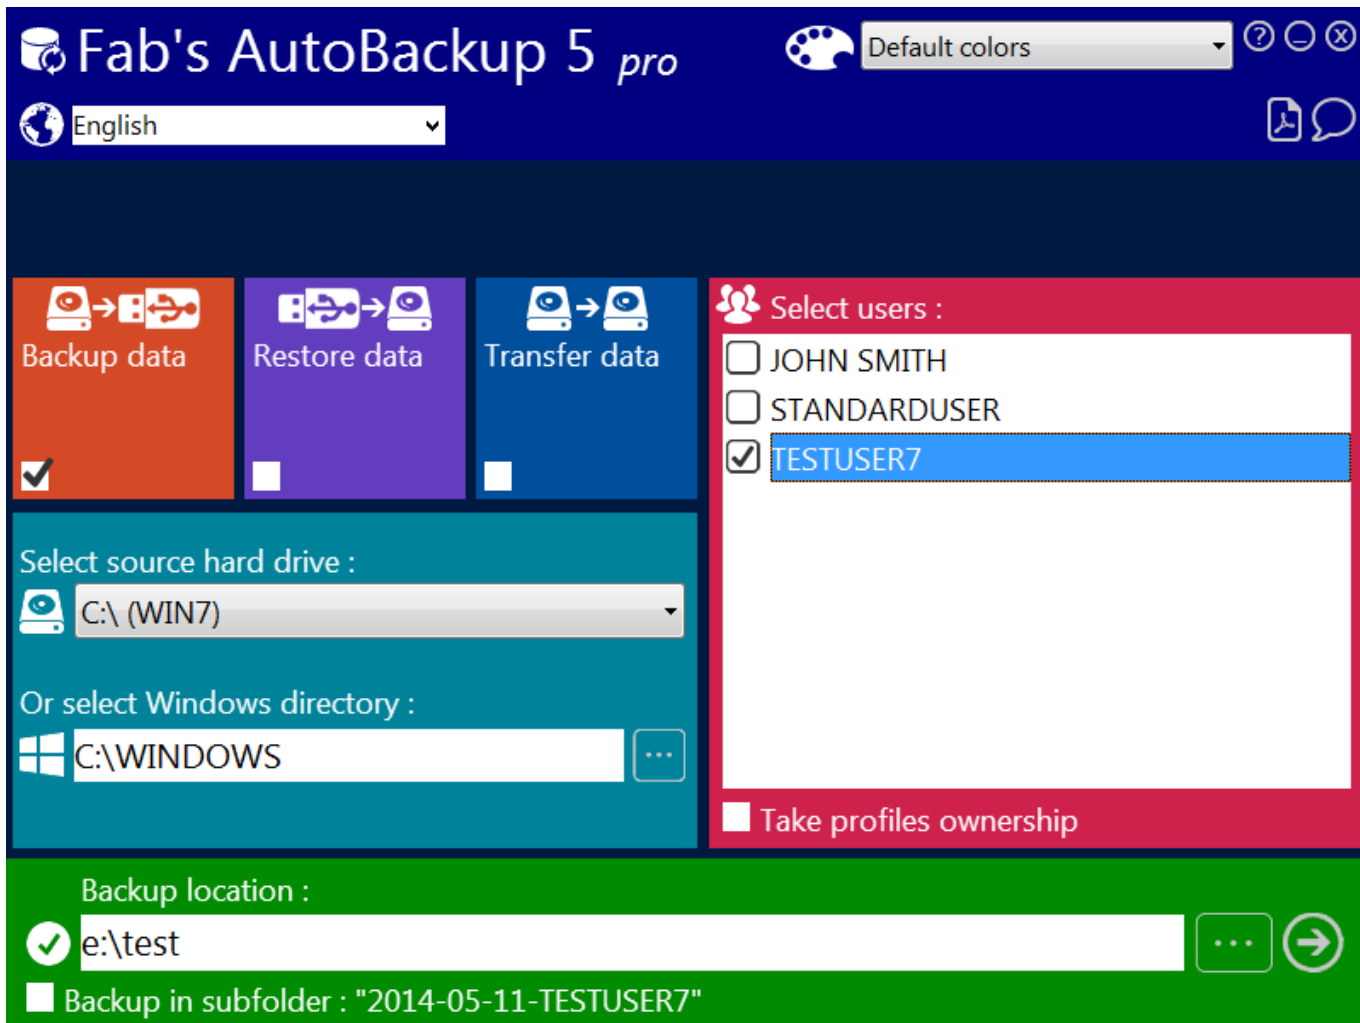 Fab's AutoBackup 5 pro
Default colors
English
Backup data
Restore data
Transfer data
Select users :
JOHN SMITH
STANDARDUSER
TESTUSER7
Take profiles ownership
Select source hard drive :
C:\ (WIN7)
Or select Windows directory :
C:\WINDOWS
...
Backup location :
e:\test
...
Backup in subfolder : "2014-05-11-TESTUSER7"